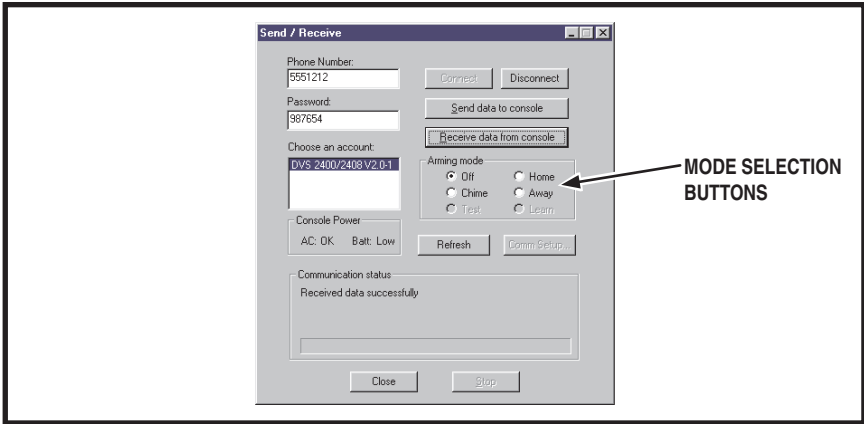 Send / Receive
Phone Number:
5551212
Connect
Disconnect
Password:
987654
Send data to console
Receive data from console
Choose an account:
DVS 2400/2408 V2.0-1
Arming mode
Off
Home
Chime
Away
Test
Learn
MODE SELECTION
BUTTONS
Console Power
AC: OK Batt: Low
Refresh
Comm Setup...
Communication status
Received data successfully
Close
Stop